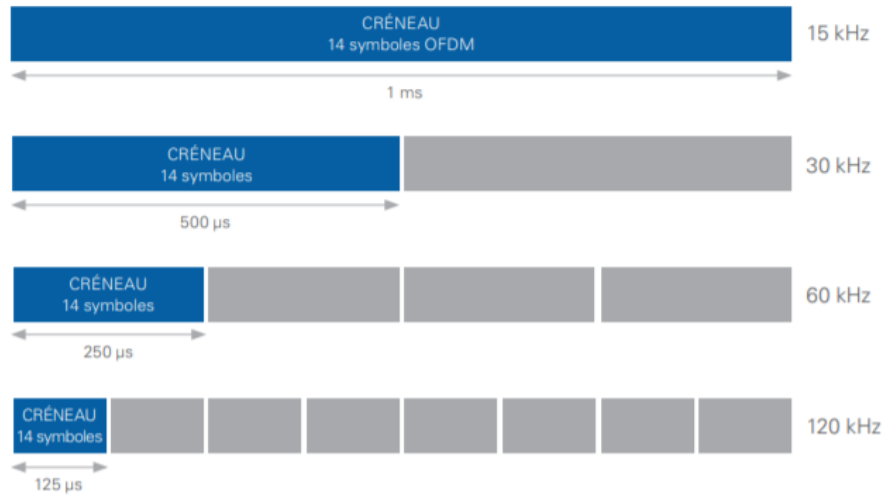 CRÉNEAU
14 symboles OFDM
15 kHz
1 ms
CRÉNEAU
14 symboles
30 kHz
500 µs
CRÉNEAU
14 symboles
60 kHz
250 µs
CRÉNEAU
14 symboles
120 kHz
125 µs